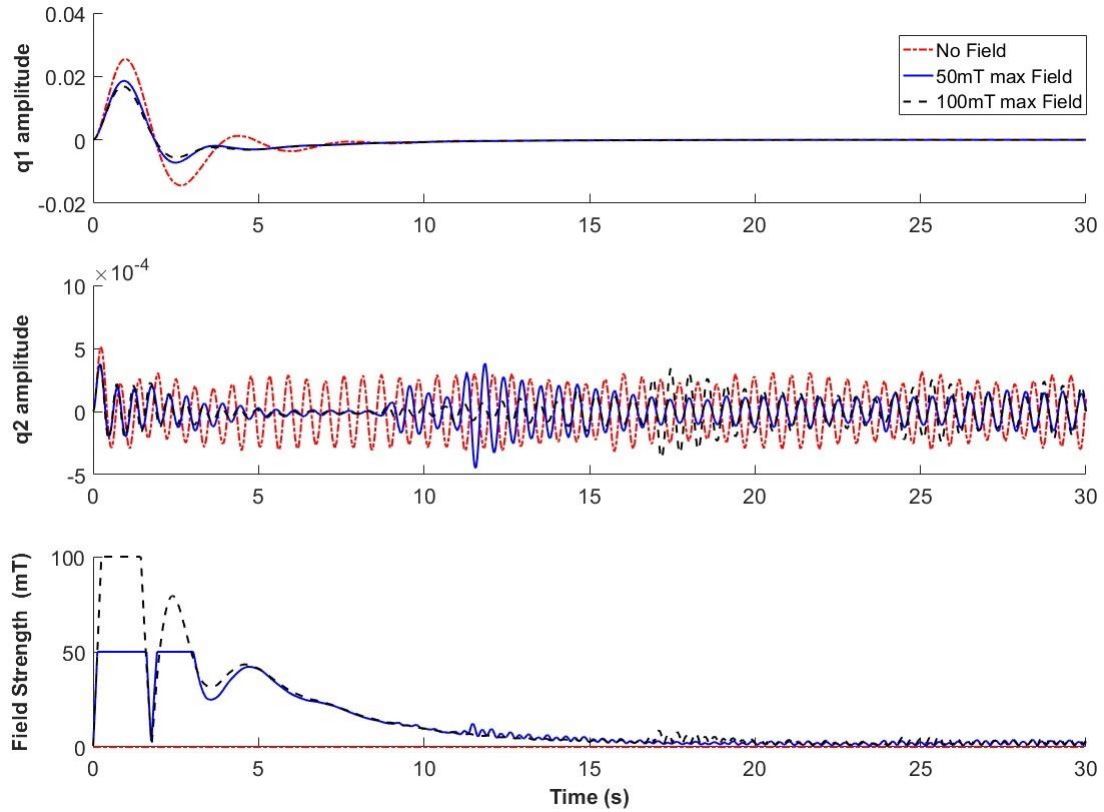 0.04
0.02
0
-0.02
q1 amplitude
No Field
50mT max Field
100mT max Field
0 5 10 15 20 25 30
×10⁻⁴
10
5
0
-5
q2 amplitude
0 5 10 15 20 25 30
100
50
0
Field Strength (mT)
0 5 10 15 20 25 30
Time (s)